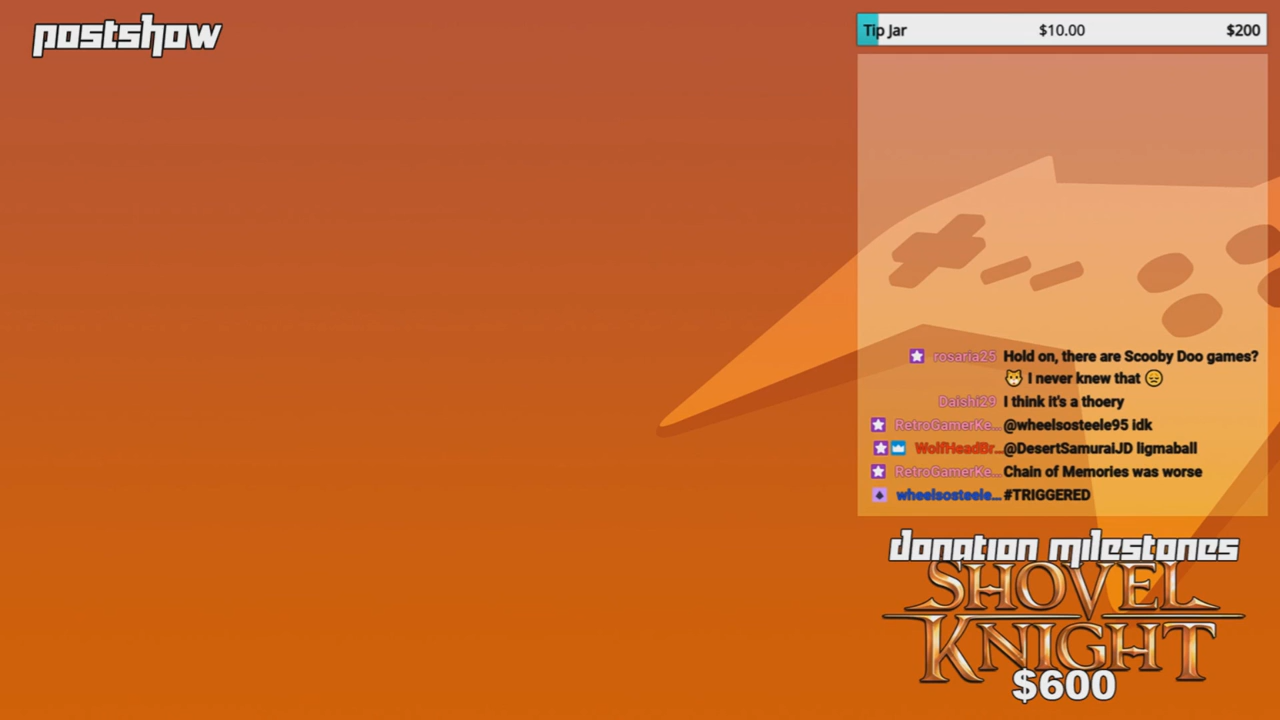 postshow
Tip Jar $10.00 $200
rosaria25 Hold on, there are Scooby Doo games?
I never knew that
Daishi29 I think It's a thoery
RetroGamerKe... @wheelsosteele95 idk
WolfHeadBr... @DesertSamuraiJD ligmaball
RetroGamerKe... Chain of Memories was worse
wheelsosteele... #TRIGGERED
donation milestones
SHOVEL
KNIGHT
$600